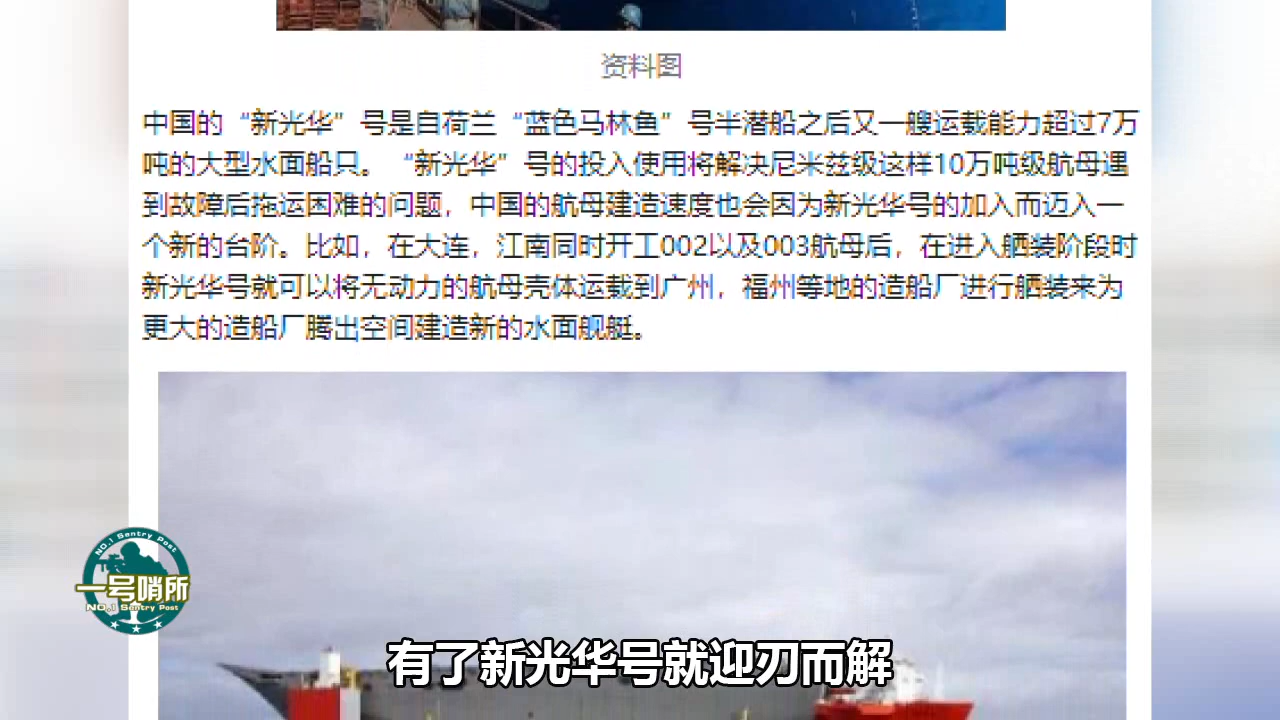 资料图
中国的“新光华”号是自荷兰“蓝色马林鱼”号半潜船之后又一艘运载能力超过7万
吨的大型水面船只。“新光华”号的投入使用将解决尼米兹级这样10万吨级航母遇
到故障后拖运困难的问题，中国的航母建造速度也会因为新光华号的加入而迈入一
个新的台阶。比如，在大连，江南同时开工002以及003航母后，在进入舾装阶段时
新光华号就可以将无动力的航母壳体运载到广州，福州等地的造船厂进行舾装来为
更大的造船厂腾出空间建造新的水面舰艇。
NO.1 Sentry Post
一号哨所
NO.1 Sentry Post
有了新光华号就迎刃而解